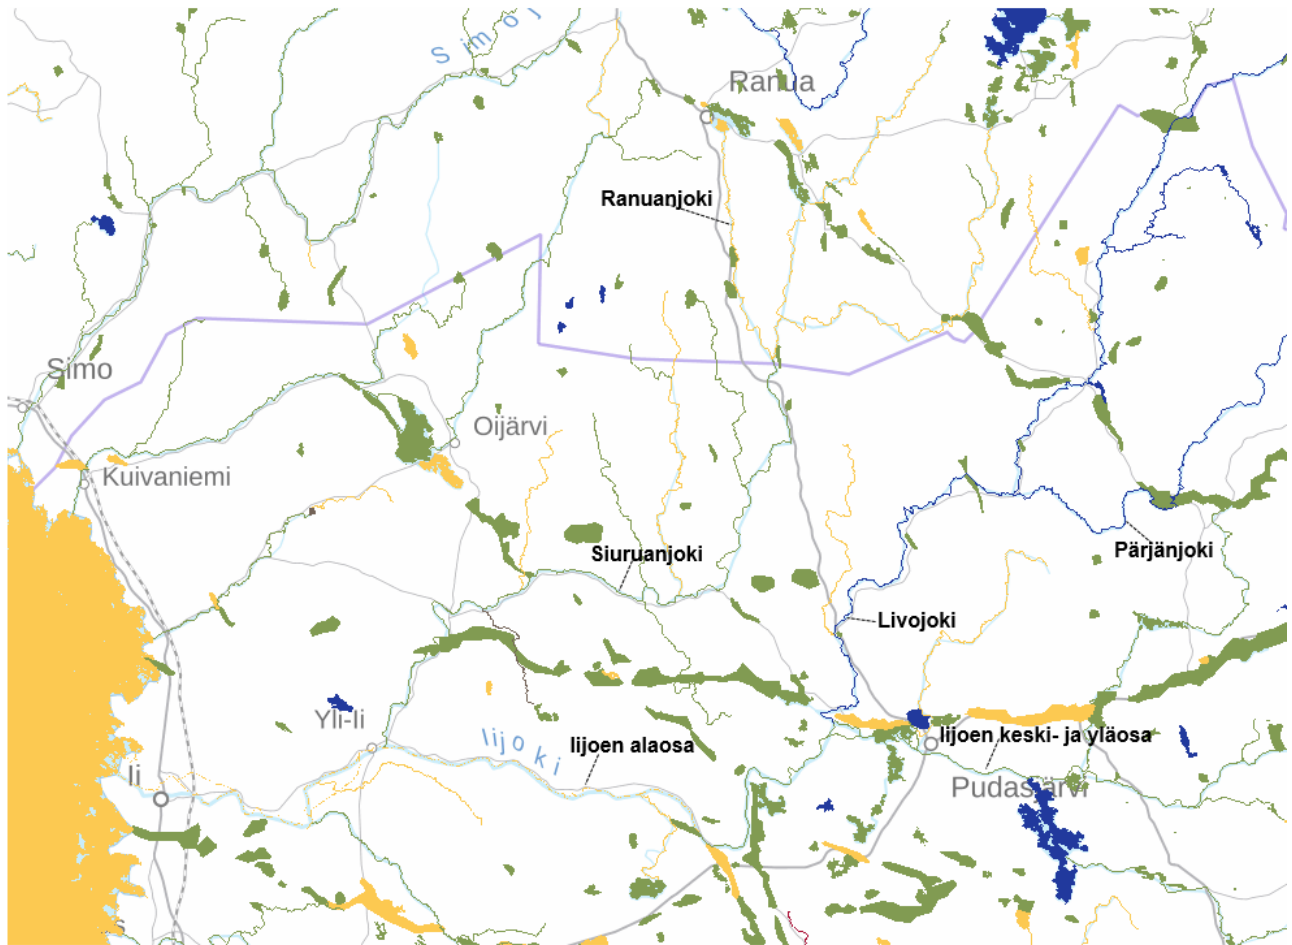 Simoj
Ranua
Ranuanjoki
Simo
Oijärvi
Kuivaniemi
Siuruanjoki
Pärjänjoki
Livojoki
Yli-Ii
Iijoki
Iijoen alaosa
Iijoen keski- ja yläosa
Ii
Pudasjärvi